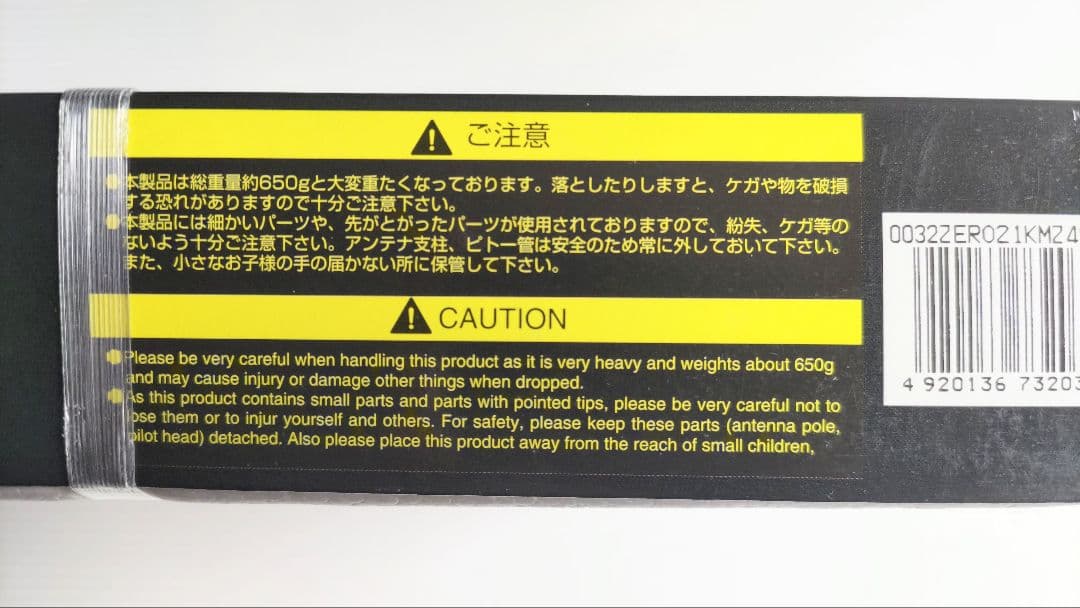 ご注意
●本製品は総重量約650gと大変重たくなっております。落としたりしますと、ケガや物を破損
する恐れがありますので十分ご注意下さい。
●本製品には細かいパーツや、先がとがったパーツが使用されておりますので、紛失、ケガ等の
ないよう十分ご注意下さい。アンテナ支柱、ピトー管は安全のため常に外しておいて下さい。
また、小さなお子様の手の届かない所に保管して下さい。
CAUTION
●Please be very careful when handling this product as it is very heavy and weights about 650g
and may cause injury or damage other things when dropped.
●As this product contains small parts and parts with pointed tips, please be very careful not to
lose them or to injur yourself and others. For safety, please keep these parts (antenna pole,
pilot head) detached. Also please place this product away from the reach of small children,
0032ZERO21KMZ4
4 920136 73203